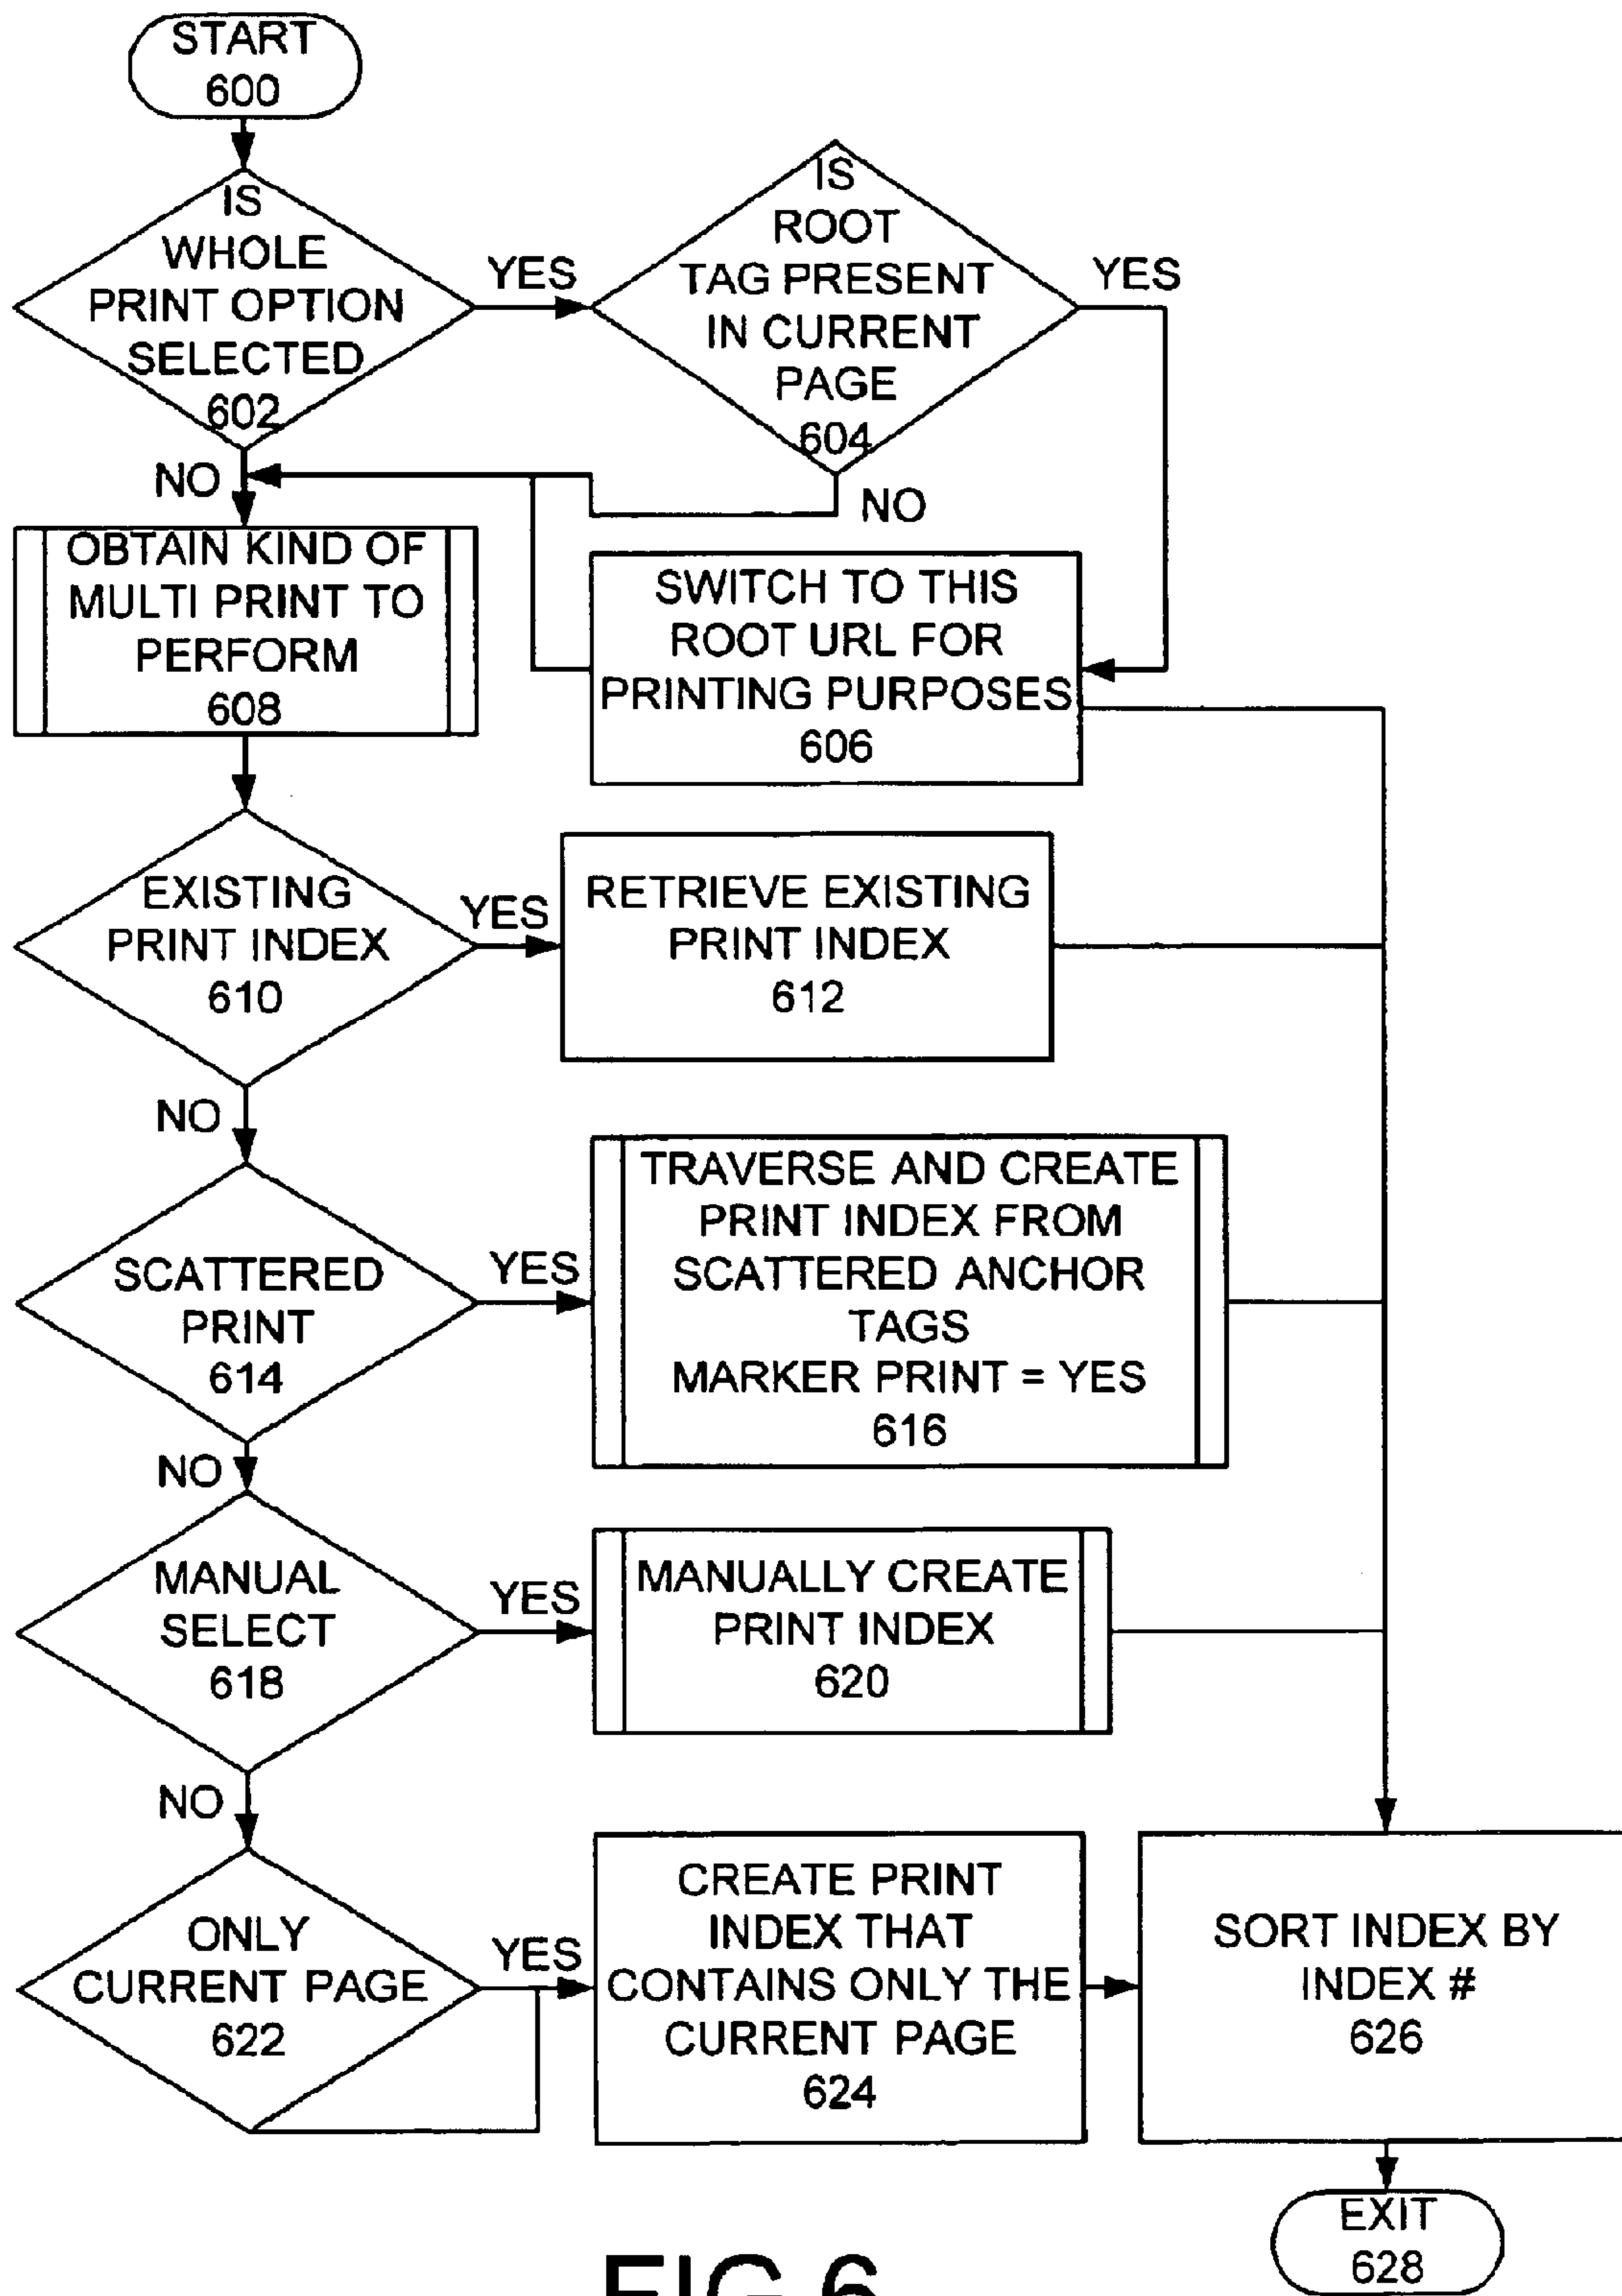 START
600
IS
WHOLE
PRINT OPTION
SELECTED
602
YES
IS
ROOT
TAG PRESENT
IN CURRENT
PAGE
604
YES
NO
NO
OBTAIN KIND OF
MULTI PRINT TO
PERFORM
608
SWITCH TO THIS
ROOT URL FOR
PRINTING PURPOSES
606
EXISTING
PRINT INDEX
610
YES
RETRIEVE EXISTING
PRINT INDEX
612
NO
SCATTERED
PRINT
614
YES
TRAVERSE AND CREATE
PRINT INDEX FROM
SCATTERED ANCHOR
TAGS
MARKER PRINT = YES
616
NO
MANUAL
SELECT
618
YES
MANUALLY CREATE
PRINT INDEX
620
NO
ONLY
CURRENT PAGE
622
YES
CREATE PRINT
INDEX THAT
CONTAINS ONLY THE
CURRENT PAGE
624
SORT INDEX BY
INDEX #
626
EXIT
628
FIG 6